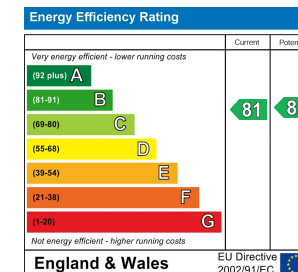 Energy Efficiency Rating
Current Poten
Very energy efficient - lower running costs
(92 plus) A
(81-91) B
81 8
(69-80) C
(55-68) D
(39-54) E
(21-38) F
(1-20) G
Not energy efficient - higher running costs
England & Wales
EU Directive
2002/91/EC